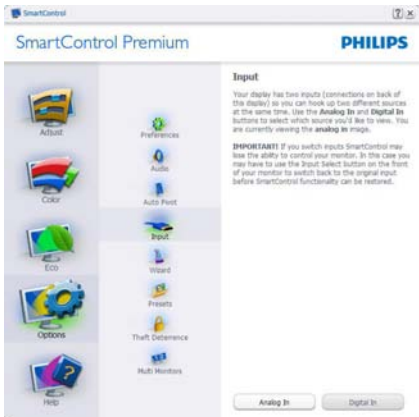 SmartControl
SmartControl Premium
PHILIPS
Adjust
Color
Eco
Options
Help
Preferences
Audio
Auto Pivot
Input
Wizard
Presets
Theft Deterrence
Multi Monitors
Input
Your display has two inputs (connections on back of
this display) so you can hook up two different sources
at the same time. Use the Analog In and Digital In
buttons to select which source you'd like to view. You
are currently viewing the analog in image.
IMPORTANT! If you switch inputs SmartControl may
lose the ability to control your monitor. In this case you
may have to use the Input Select button on the front
of your monitor to switch back to the original input
before SmartControl functionality can be restored.
Analog In
Digital In